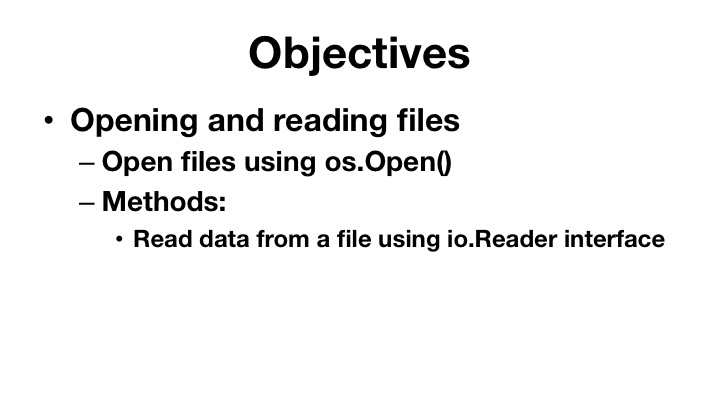 Objectives
• Opening and reading files
– Open files using os.Open()
– Methods:
• Read data from a file using io.Reader interface